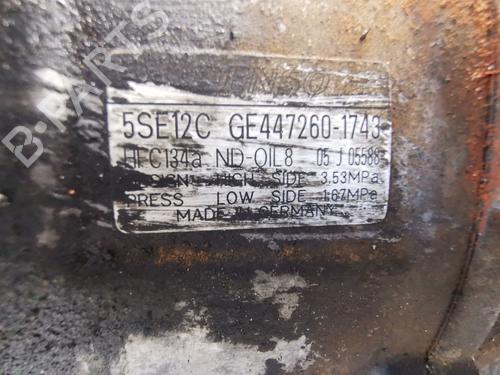 B-PARTS
DENSO
5SE12C GE447260-1743
HFC134a ND-OIL8 05 J 05588
DESIGN HIGH SIDE 3.53MPa
PRESS LOW SIDE 1.67MPa
MADE IN GERMANY